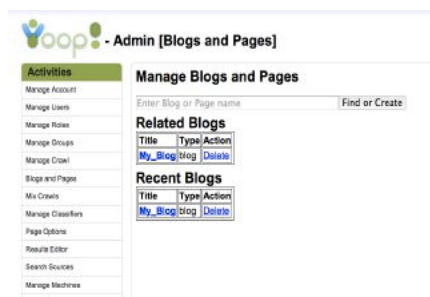 Yoop! - Admin [Blogs and Pages]
Activities
Manage Account
Manage Users
Manage Roles
Manage Groups
Manage Crawl
Blogs and Pages
Mix Crawls
Manage Classifiers
Page Options
Results Editor
Search Sources
Manage Machines
Manage Blogs and Pages
Enter Blog or Page name Find or Create
Related Blogs
Title Type Action
My_Blog blog Delete
Recent Blogs
Title Type Action
My_Blog blog Delete